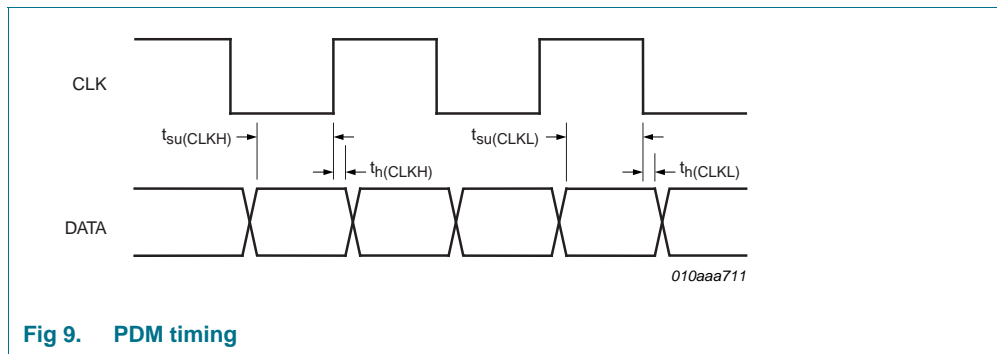 CLK
tsu(CLKH)
tsu(CLKL)
th(CLKH)
th(CLKL)
DATA
010aaa711
Fig 9. PDM timing